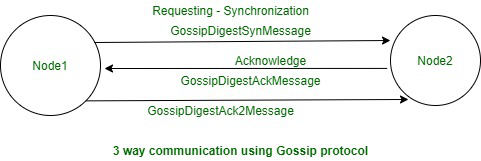 Requesting - Synchronization
GossipDigestSynMessage
Node1
Acknowledge
Node2
GossipDigestAckMessage
GossipDigestAck2Message
3 way communication using Gossip protocol